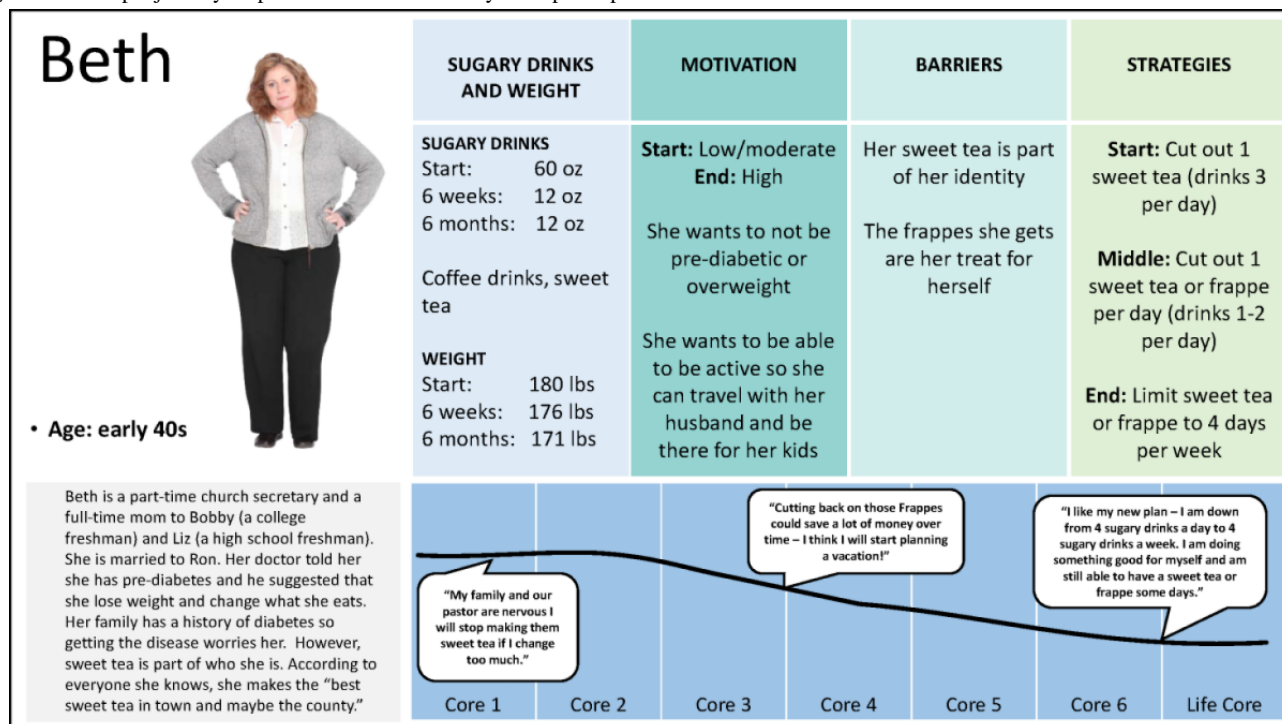 Beth
• Age: early 40s
SUGARY DRINKS
AND WEIGHT
MOTIVATION
BARRIERS
STRATEGIES
SUGARY DRINKS
Start: 60 oz
6 weeks: 12 oz
6 months: 12 oz
Coffee drinks, sweet
tea
WEIGHT
Start: 180 lbs
6 weeks: 176 lbs
6 months: 171 lbs
Start: Low/moderate
End: High
She wants to not be
pre-diabetic or
overweight
She wants to be able
to be active so she
can travel with her
husband and be
there for her kids
Her sweet tea is part
of her identity
The frappes she gets
are her treat for
herself
Start: Cut out 1
sweet tea (drinks 3
per day)
Middle: Cut out 1
sweet tea or frappe
per day (drinks 1-2
per day)
End: Limit sweet tea
or frappe to 4 days
per week
Beth is a part-time church secretary and a
full-time mom to Bobby (a college
freshman) and Liz (a high school freshman).
She is married to Ron. Her doctor told her
she has pre-diabetes and he suggested that
she lose weight and change what she eats.
Her family has a history of diabetes so
getting the disease worries her. However,
sweet tea is part of who she is. According to
everyone she knows, she makes the "best
sweet tea in town and maybe the county."
"My family and our
pastor are nervous I
will stop making them
sweet tea if I change
too much."
"Cutting back on those Frappes
could save a lot of money over
time – I think I will start planning
a vacation!"
"I like my new plan – I am down
from 4 sugary drinks a day to 4
sugary drinks a week. I am doing
something good for myself and am
still able to have a sweet tea or
frappe some days."
Core 1
Core 2
Core 3
Core 4
Core 5
Core 6
Life Core